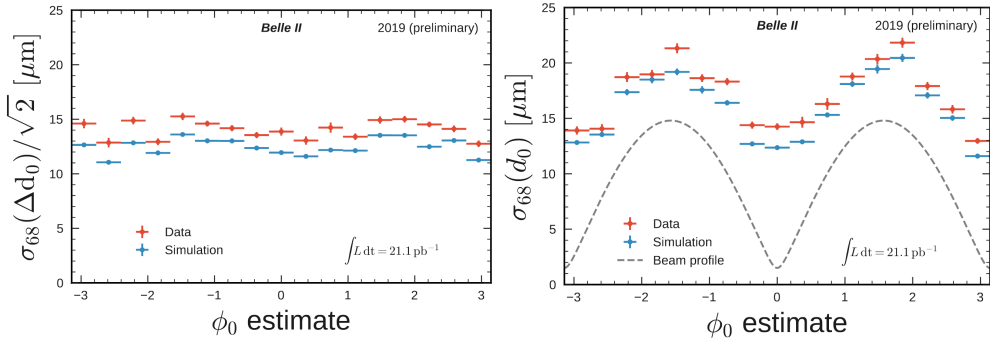 25
20
15
10
5
0
σ68(Δd0)/√2 [μm]
Belle II
2019 (preliminary)
Data
Simulation
∫L dt = 21.1 pb−1
−3 −2 −1 0 1 2 3
ϕ0 estimate
25
20
15
10
5
0
σ68(d0) [μm]
Belle II
2019 (preliminary)
Data
Simulation
Beam profile
∫L dt = 21.1 pb−1
−3 −2 −1 0 1 2 3
ϕ0 estimate